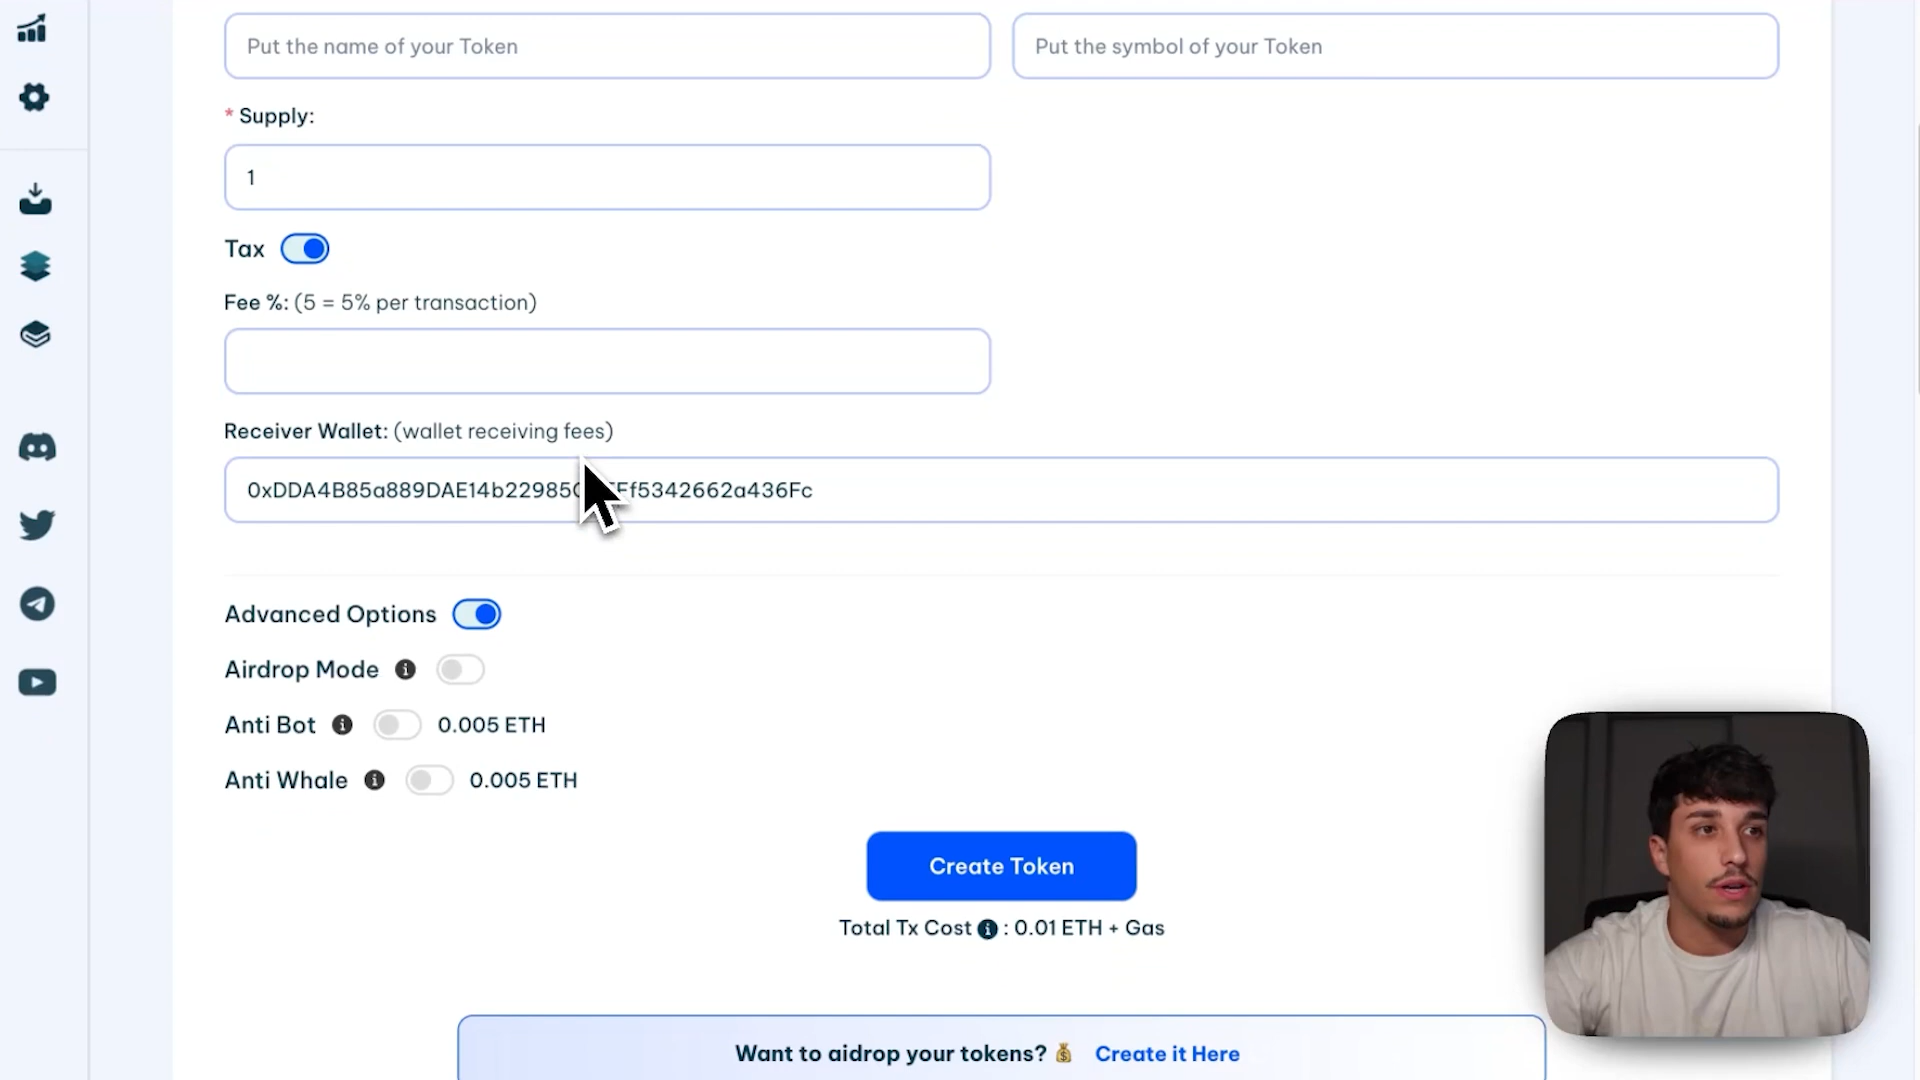 Put the name of your Token
Put the symbol of your Token
* Supply:
1
Tax
Fee %: (5 = 5% per transaction)
Receiver Wallet: (wallet receiving fees)
Advanced Options
Airdrop Mode
Anti Bot
0.005 ETH
Anti Whale
0.005 ETH
Create Token
Total Tx Cost : 0.01 ETH + Gas
Want to aidrop your tokens? 💰 Create it Here